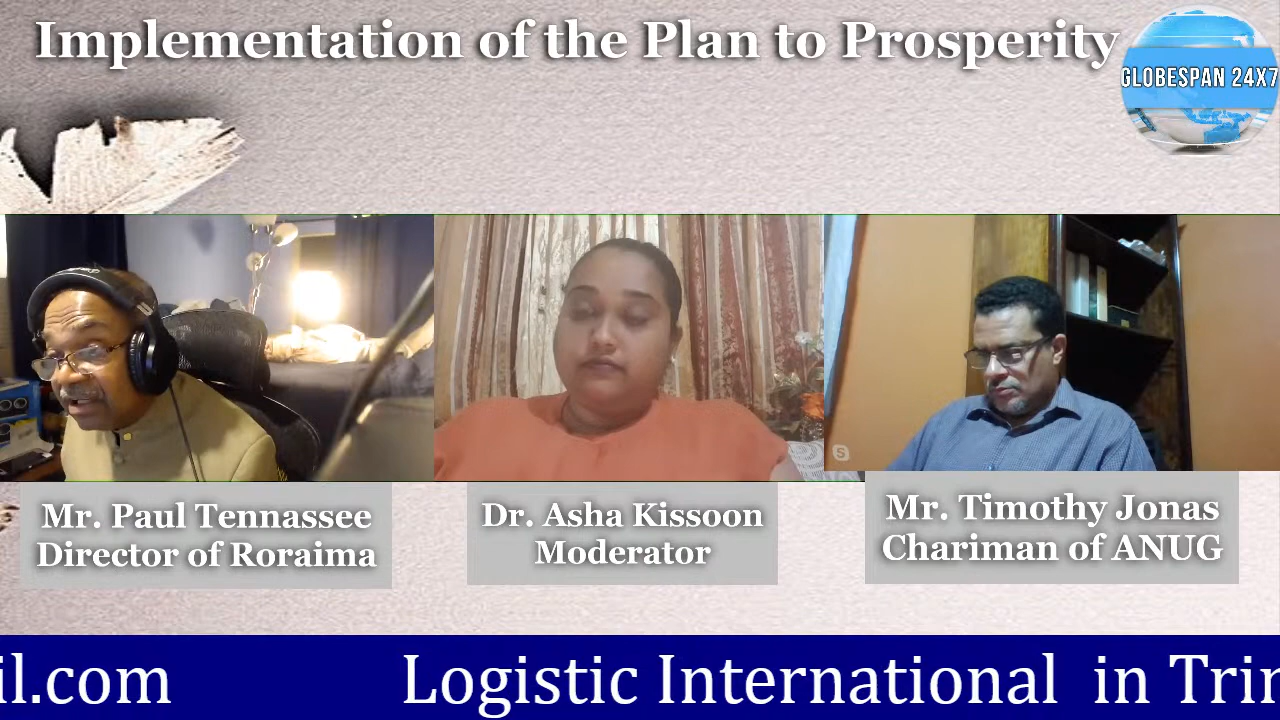 Implementation of the Plan to Prosperity
GLOBESPAN 24X7
Mr. Paul Tennassee
Director of Roraima
Dr. Asha Kissoon
Moderator
Mr. Timothy Jonas
Chariman of ANUG
il.com Logistic International in Trin